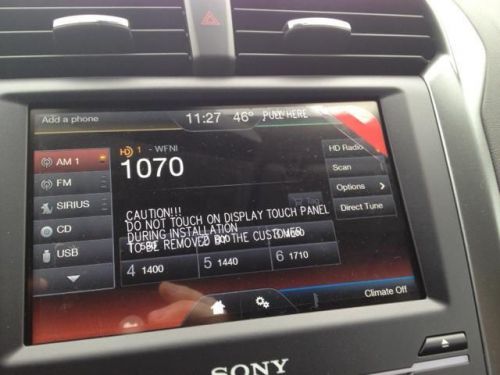 Add a phone 11:27 46° PULL HERE
AM 1
HD 1 - WFNI
HD Radio
1070
FM
Scan
SIRIUS
Options
Tag
CD
Direct Tune
CAUTION!!!
DO NOT TOUCH ON DISPLAY TOUCH PANEL
DURING INSTALLATION
TO BE REMOVED BY THE CUSTOMER
USB
4 1400
5 1440
6 1710
Climate Off
SONY